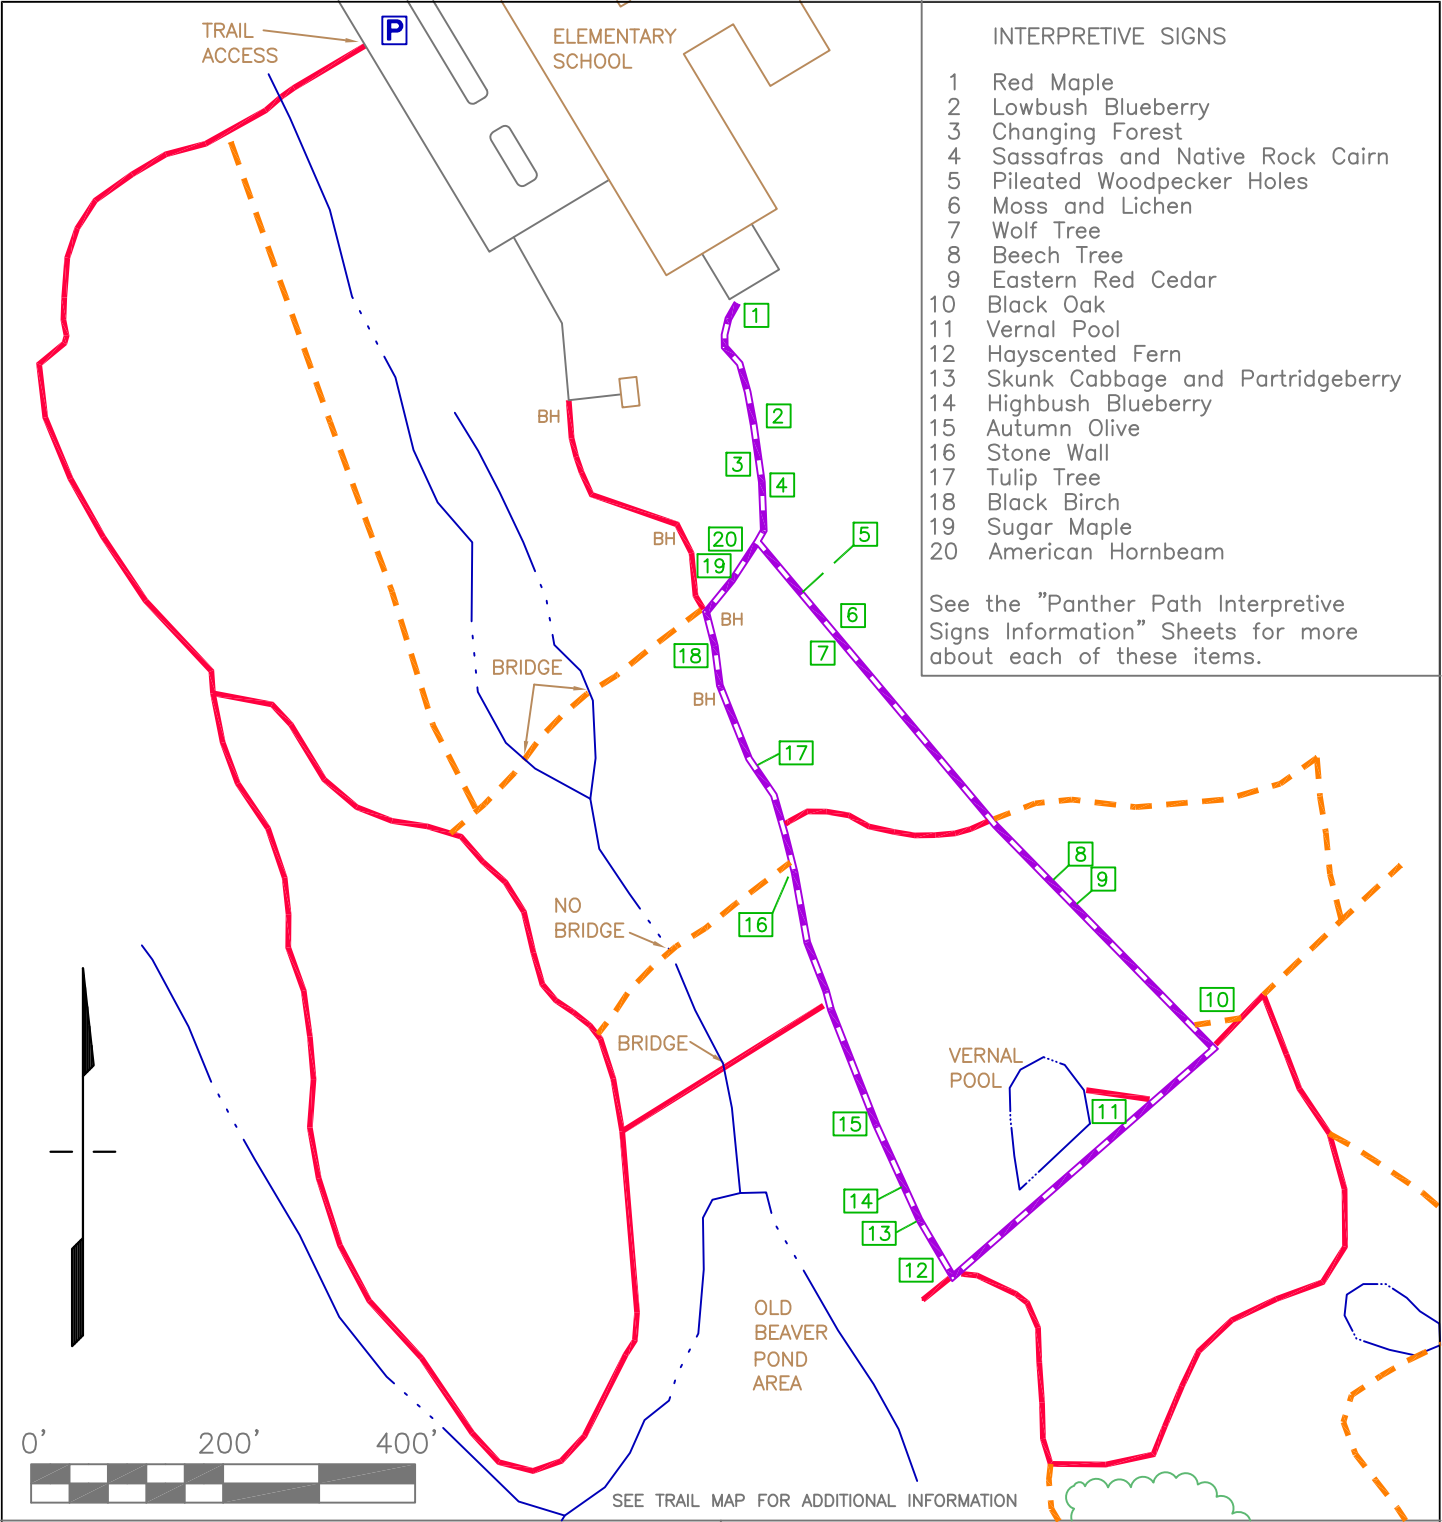 TRAIL
ACCESS
P
ELEMENTARY
SCHOOL
INTERPRETIVE SIGNS
1 Red Maple
2 Lowbush Blueberry
3 Changing Forest
4 Sassafras and Native Rock Cairn
5 Pileated Woodpecker Holes
6 Moss and Lichen
7 Wolf Tree
8 Beech Tree
9 Eastern Red Cedar
10 Black Oak
11 Vernal Pool
12 Hayscented Fern
13 Skunk Cabbage and Partridgeberry
14 Highbush Blueberry
15 Autumn Olive
16 Stone Wall
17 Tulip Tree
18 Black Birch
19 Sugar Maple
20 American Hornbeam
See the "Panther Path Interpretive
Signs Information" Sheets for more
about each of these items.
1
BH
2
3
4
BH
20
5
19
BH
6
18
7
BRIDGE
BH
17
8
9
NO
BRIDGE
16
10
BRIDGE
VERNAL
POOL
11
15
14
13
12
OLD
BEAVER
POND
AREA
0' 200' 400'
SEE TRAIL MAP FOR ADDITIONAL INFORMATION